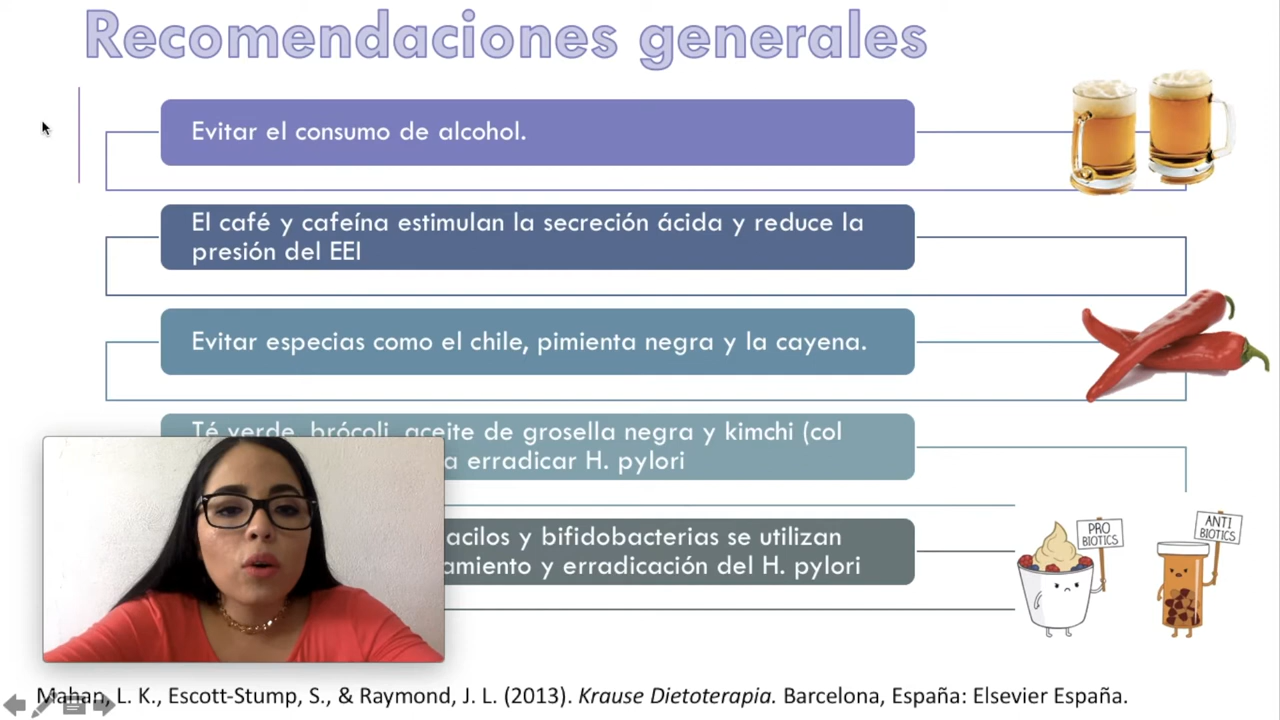 Recomendaciones generales
Evitar el consumo de alcohol.
El café y cafeína estimulan la secreción ácida y reduce la
presión del EEI
Evitar especias como el chile, pimienta negra y la cayena.
Té verde, brócoli, aceite de grosella negra y kimchi (col
erradicar H. pylori
y bifidobacterias se utilizan
y erradicación del H. pylori
PRO
BIOTICS
ANTI
BIOTICS
Mahan, L. K., Escott-Stump, S., & Raymond, J. L. (2013). Krause Dietoterapia. Barcelona, España: Elsevier España.